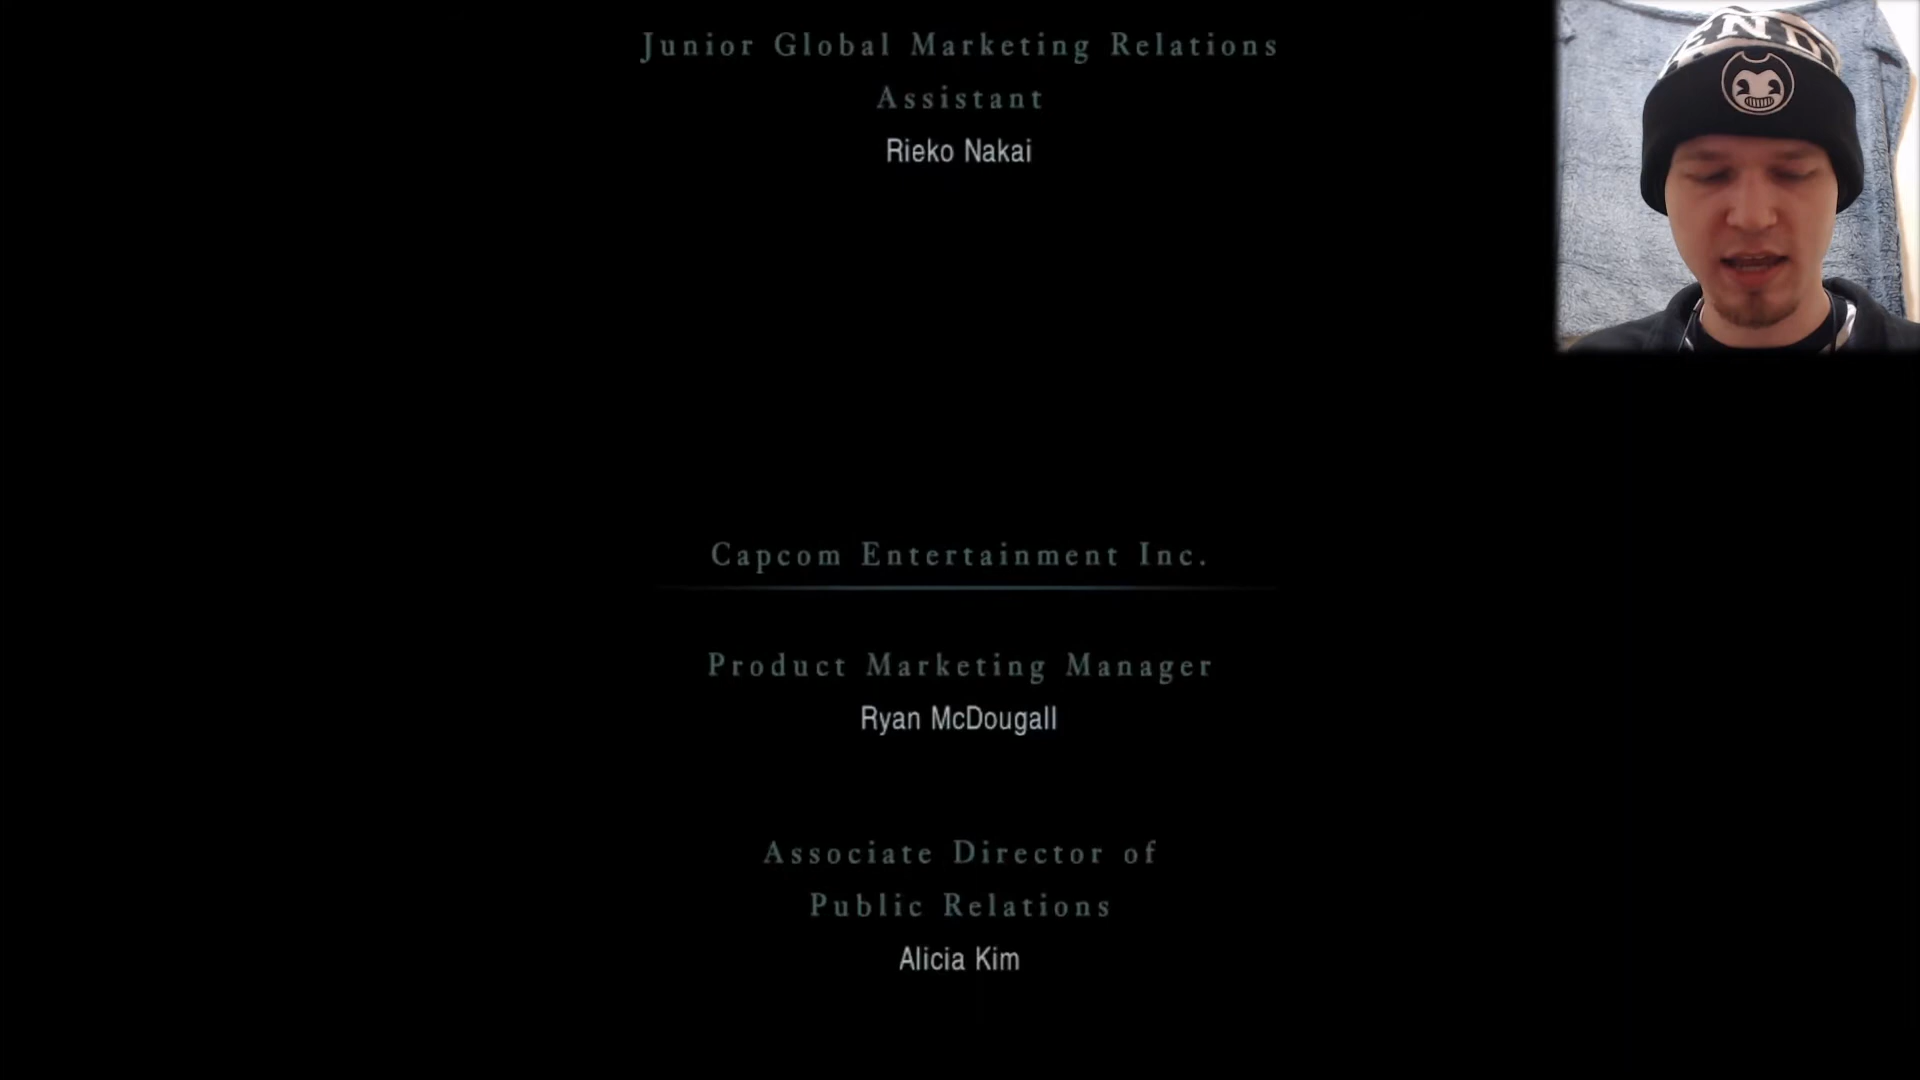 Junior Global Marketing Relations
Assistant
Rieko Nakai
END
Capcom Entertainment Inc.
Product Marketing Manager
Ryan McDougall
Associate Director of
Public Relations
Alicia Kim